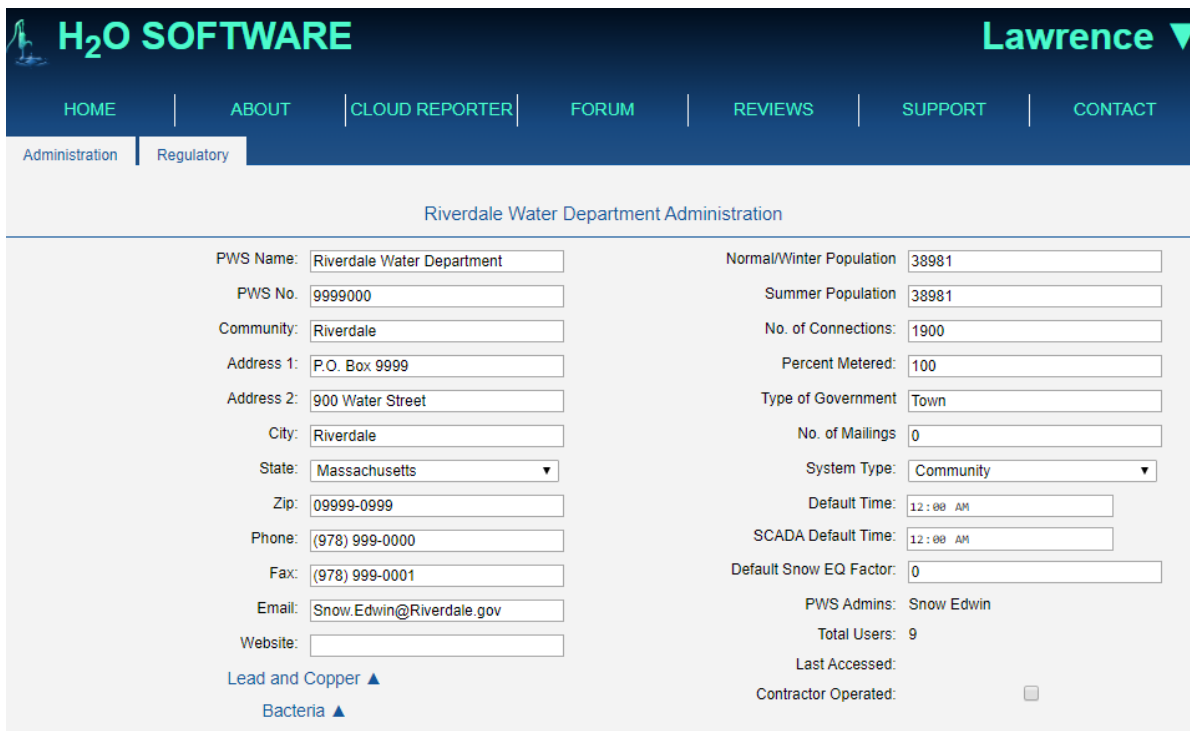 H2O SOFTWARE
Lawrence ▼
HOME ABOUT CLOUD REPORTER FORUM REVIEWS SUPPORT CONTACT
Administration Regulatory
Riverdale Water Department Administration
PWS Name: Riverdale Water Department
PWS No. 9999000
Community: Riverdale
Address 1: P.O. Box 9999
Address 2: 900 Water Street
City: Riverdale
State: Massachusetts ▼
Zip: 09999-0999
Phone: (978) 999-0000
Fax: (978) 999-0001
Email: Snow.Edwin@Riverdale.gov
Website:
Lead and Copper ▲
Bacteria ▲
Normal/Winter Population 38981
Summer Population 38981
No. of Connections: 1900
Percent Metered: 100
Type of Government Town
No. of Mailings 0
System Type: Community ▼
Default Time: 12:00 AM
SCADA Default Time: 12:00 AM
Default Snow EQ Factor: 0
PWS Admins: Snow Edwin
Total Users: 9
Last Accessed:
Contractor Operated: